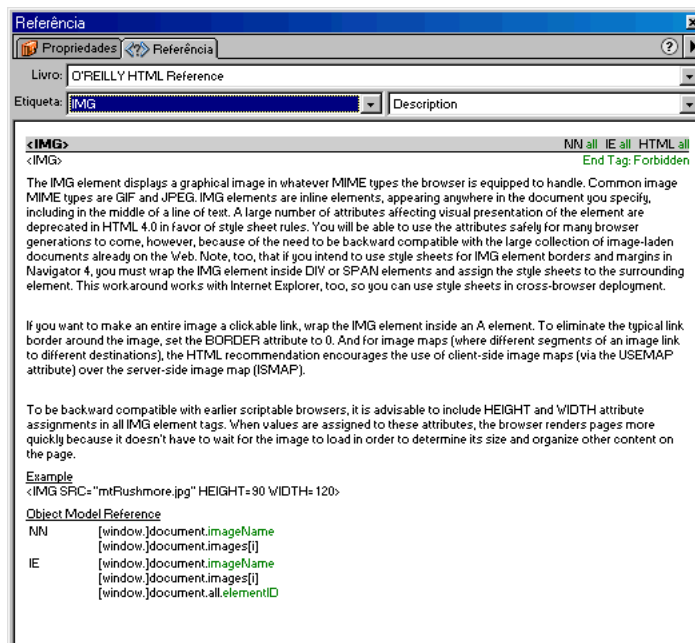 Referência
Propriedades <?> Referência
Livro: O'REILLY HTML Reference
Etiqueta: IMG Description
<IMG> NN all IE all HTML all
<IMG> End Tag: Forbidden
The IMG element displays a graphical image in whatever MIME types the browser is equipped to handle. Common image
MIME types are GIF and JPEG. IMG elements are inline elements, appearing anywhere in the document you specify,
including in the middle of a line of text. A large number of attributes affecting visual presentation of the element are
deprecated in HTML 4.0 in favor of style sheet rules. You will be able to use the attributes safely for many browser
generations to come, however, because of the need to be backward compatible with the large collection of image-laden
documents already on the Web. Note, too, that if you intend to use style sheets for IMG element borders and margins in
Navigator 4, you must wrap the IMG element inside DIV or SPAN elements and assign the style sheets to the surrounding
element. This workaround works with Internet Explorer, too, so you can use style sheets in cross-browser deployment.
If you want to make an entire image a clickable link, wrap the IMG element inside an A element. To eliminate the typical link
border around the image, set the BORDER attribute to 0. And for image maps (where different segments of an image link
to different destinations), the HTML recommendation encourages the use of client-side image maps (via the USEMAP
attribute) over the server-side image map (ISMAP).
To be backward compatible with earlier scriptable browsers, it is advisable to include HEIGHT and WIDTH attribute
assignments in all IMG element tags. When values are assigned to these attributes, the browser renders pages more
quickly because it doesn't have to wait for the image to load in order to determine its size and organize other content on
the page.
Example
<IMG SRC="mtRushmore.jpg" HEIGHT=90 WIDTH=120>
Object Model Reference
NN [window.]document.imageName
[window.]document.images[i]
IE [window.]document.imageName
[window.]document.images[i]
[window.]document.all.elementID